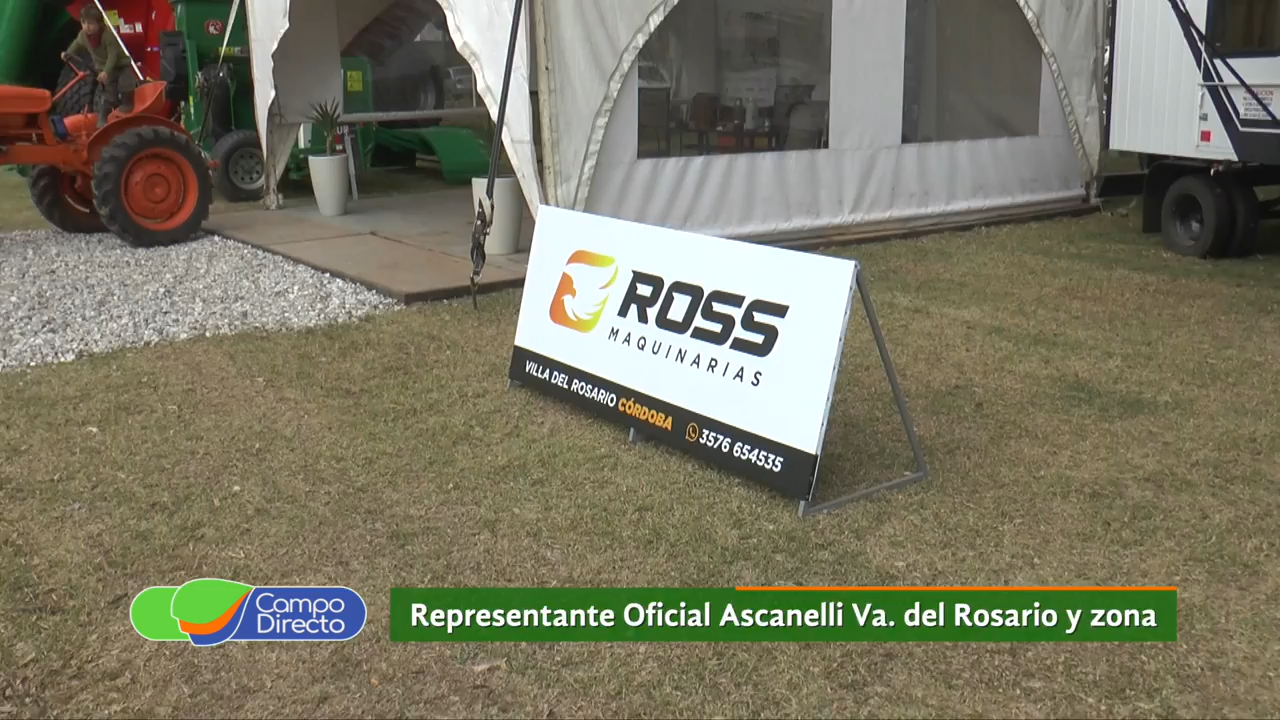 ROSS
MAQUINARIAS
VILLA DEL ROSARIO CÓRDOBA 3576 654535
Campo
Directo
Representante Oficial Ascanelli Va. del Rosario y zona